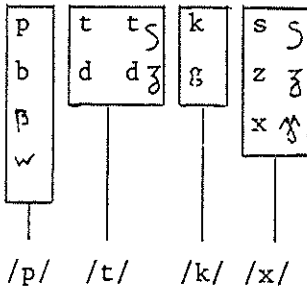 p t tʃ k s ʃ
b d dʒ g z ʒ
β x ɣ
w
/p/ /t/ /k/ /x/